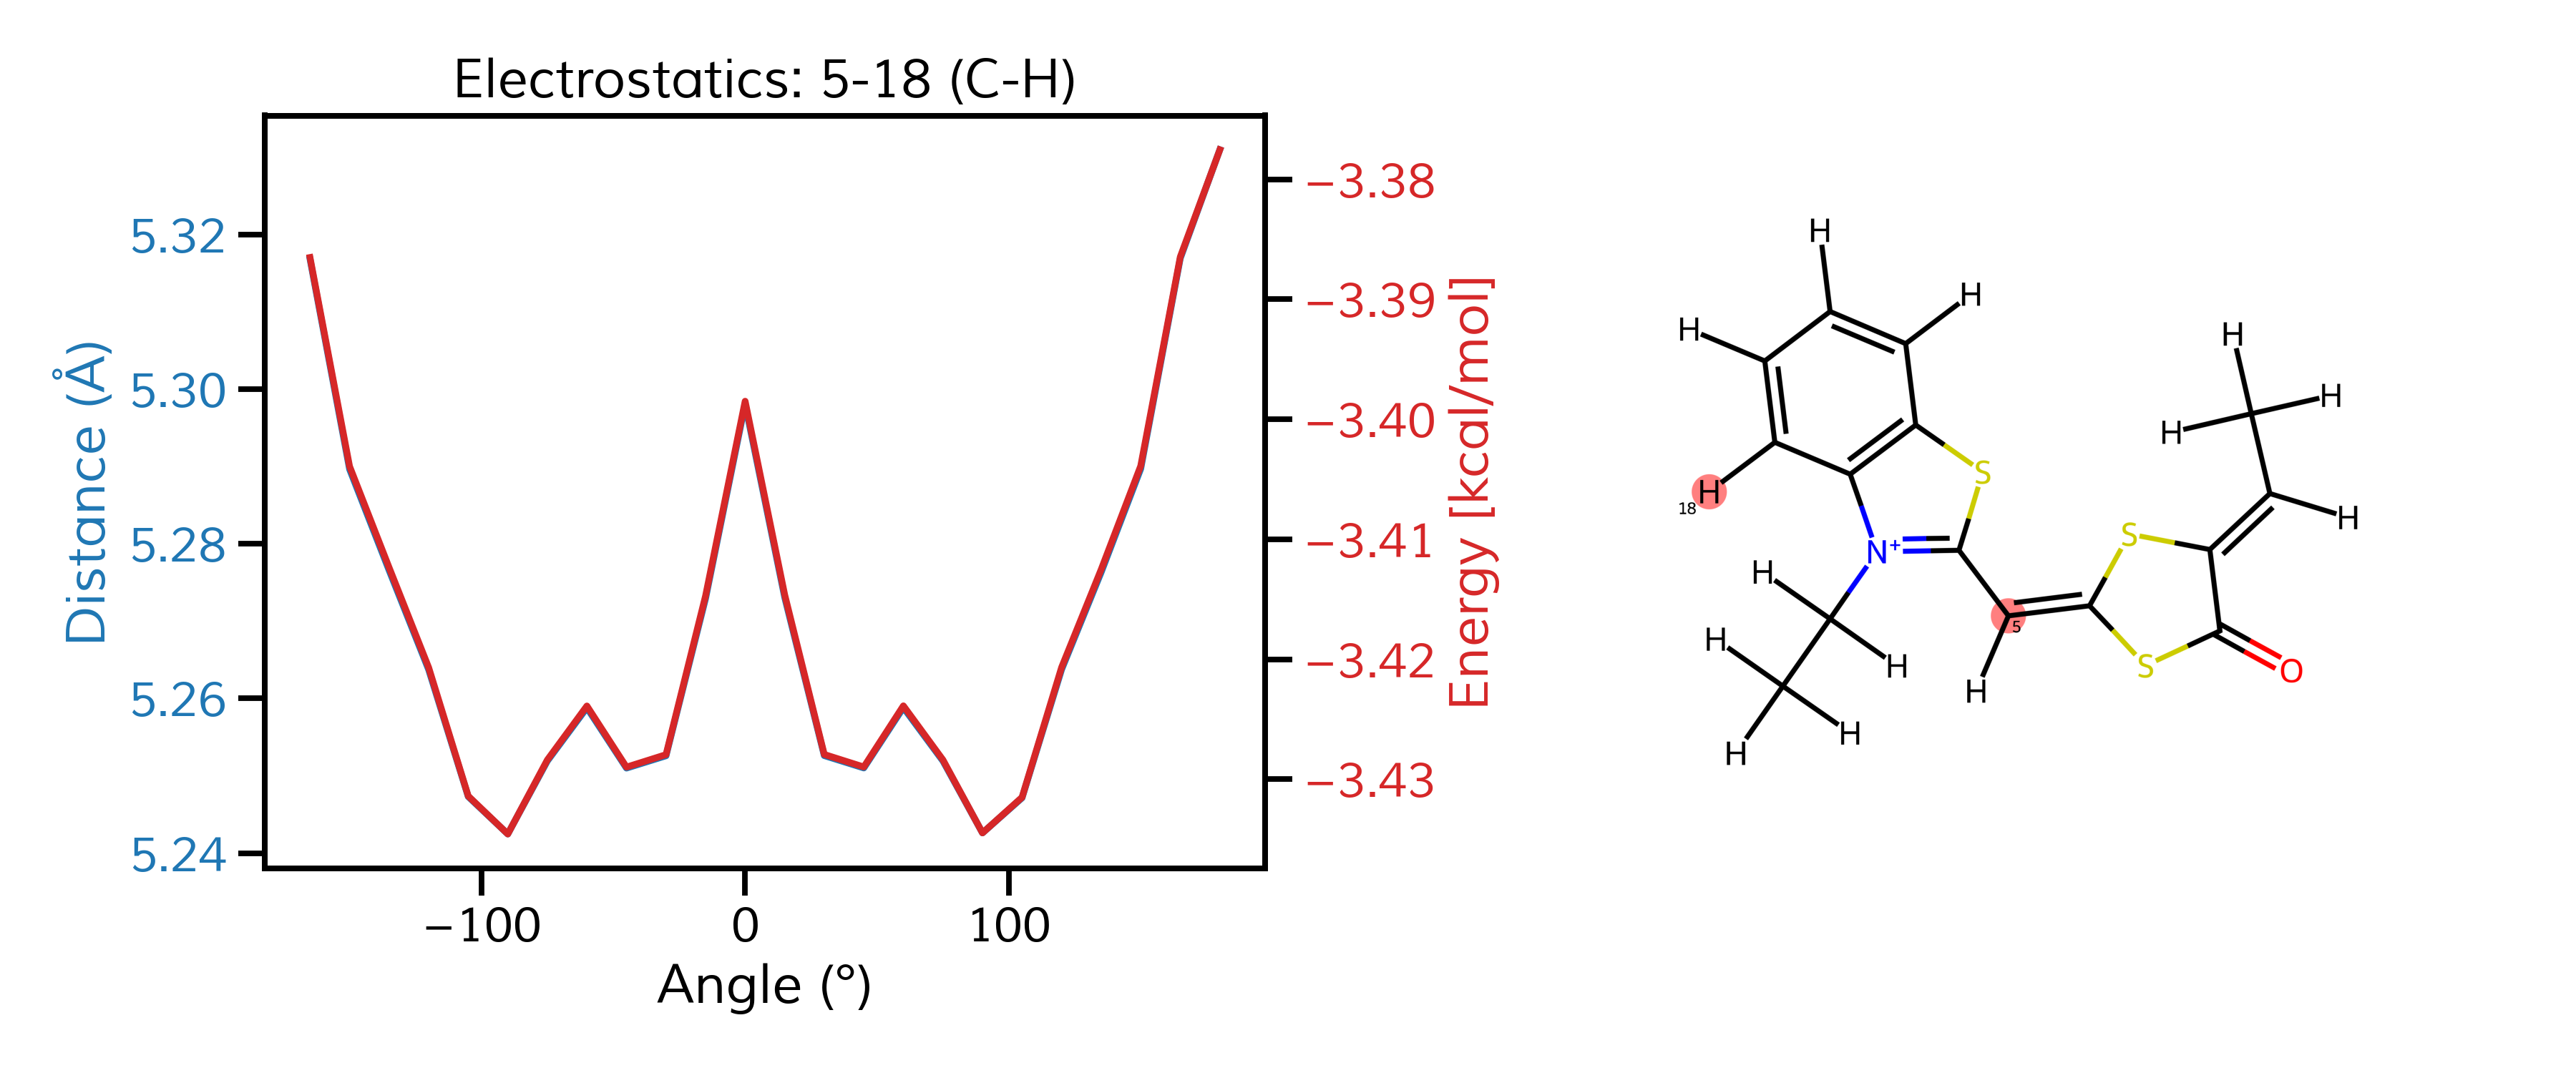 Electrostatics: 5-18 (C-H)
Distance (Å)
5.32
5.30
5.28
5.26
5.24
−100
0
100
Angle (°)
−3.38
−3.39
−3.40
−3.41
−3.42
−3.43
Energy [kcal/mol]
H
H
H
H
18
S
N+
H
H
H
H
H
H
5
S
S
O
H
H
H
H